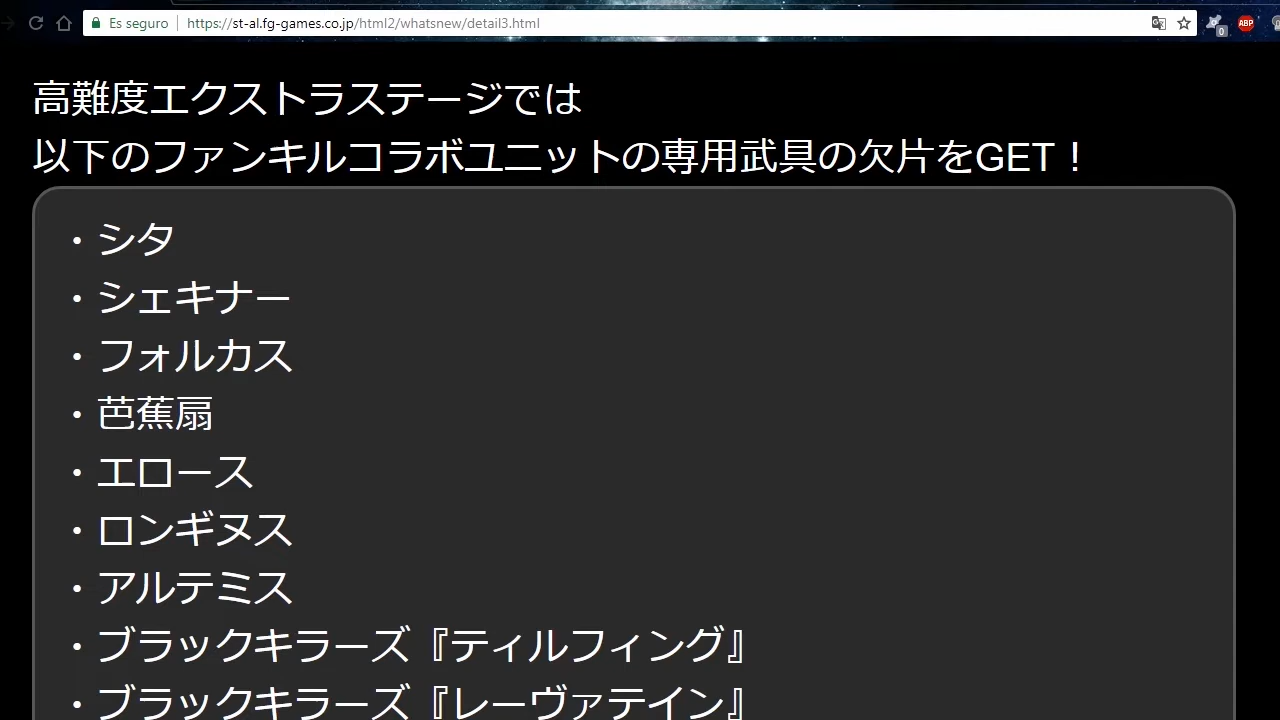 Es seguro https://st-al.fg-games.co.jp/html2/whatsnew/detail3.html ABP
0
高難度エクストラステージでは
以下のファンキルコラボユニットの専用武具の欠片をGET！
・シタ
・シェキナー
・フォルカス
・芭蕉扇
・エロース
・ロンギヌス
・アルテミス
・ブラックキラーズ『ティルフィング』
・ブラックキラーズ『レーヴァテイン』